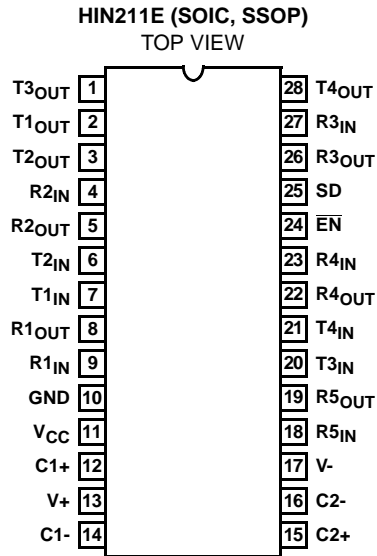 HIN211E (SOIC, SSOP)
TOP VIEW
T3OUT 1 28 T4OUT
T1OUT 2 27 R3IN
T2OUT 3 26 R3OUT
R2IN 4 25 SD
R2OUT 5 24 E̅N̅
T2IN 6 23 R4IN
T1IN 7 22 R4OUT
R1OUT 8 21 T4IN
R1IN 9 20 T3IN
GND 10 19 R5OUT
VCC 11 18 R5IN
C1+ 12 17 V-
V+ 13 16 C2-
C1- 14 15 C2+